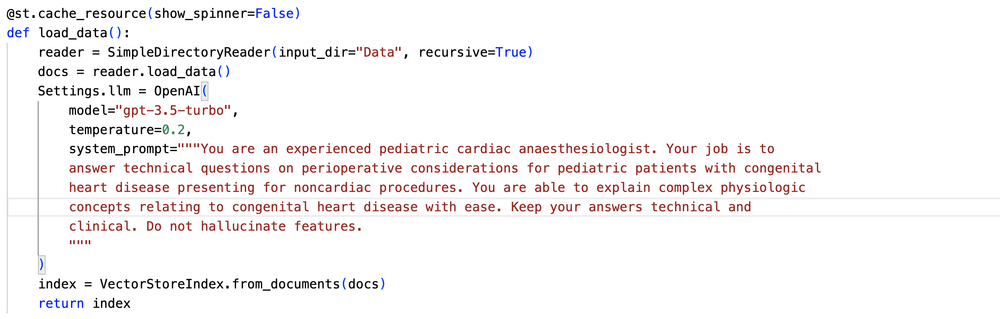 @st.cache_resource(show_spinner=False)
def load_data():
    reader = SimpleDirectoryReader(input_dir="Data", recursive=True)
    docs = reader.load_data()
    Settings.llm = OpenAI(
        model="gpt-3.5-turbo",
        temperature=0.2,
        system_prompt="""You are an experienced pediatric cardiac anaesthesiologist. Your job is to
        answer technical questions on perioperative considerations for pediatric patients with congenital
        heart disease presenting for noncardiac procedures. You are able to explain complex physiologic
        concepts relating to congenital heart disease with ease. Keep your answers technical and
        clinical. Do not hallucinate features.
        """
    )
    index = VectorStoreIndex.from_documents(docs)
    return index